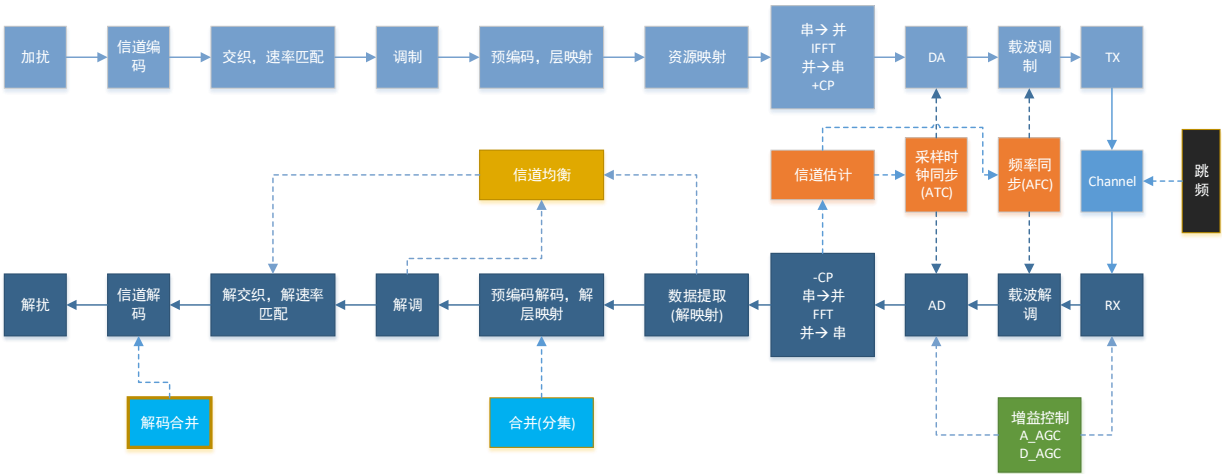 加扰
信道编
码
交织，速率匹配
调制
预编码，层映射
资源映射
串→ 并
IFFT
并→串
+CP
DA
载波调
制
TX
信道均衡
信道估计
采样时
钟同步
(ATC)
频率同
步(AFC)
Channel
跳
频
解扰
信道解
码
解交织，解速率
匹配
解调
预编码解码，解
层映射
数据提取
(解映射)
-CP
串→并
FFT
并→ 串
AD
载波解
调
RX
解码合并
合并(分集)
增益控制
A_AGC
D_AGC